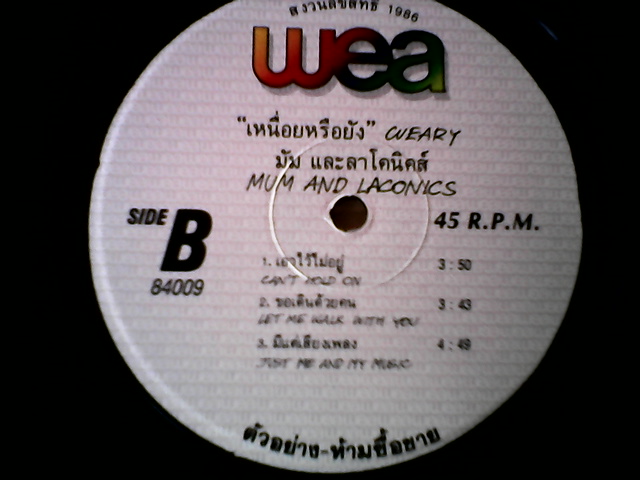 สงวนลิขสิทธิ์ 1986
wea
"เหนื่อยหรือยัง" WEARY
มัม และลาโคนิคส์
MUM AND LACONICS
SIDE B
45 R.P.M.
84009
1. เอาไว้ไม่อยู่ 3:50
CAN'T HOLD ON
2. ขอเดินด้วยคน 3:43
LET ME WALK WITH YOU
3. มีแต่เสียงเพลง 4:49
JUST ME AND MY MUSIC
ตัวอย่าง-ห้ามซื้อขาย